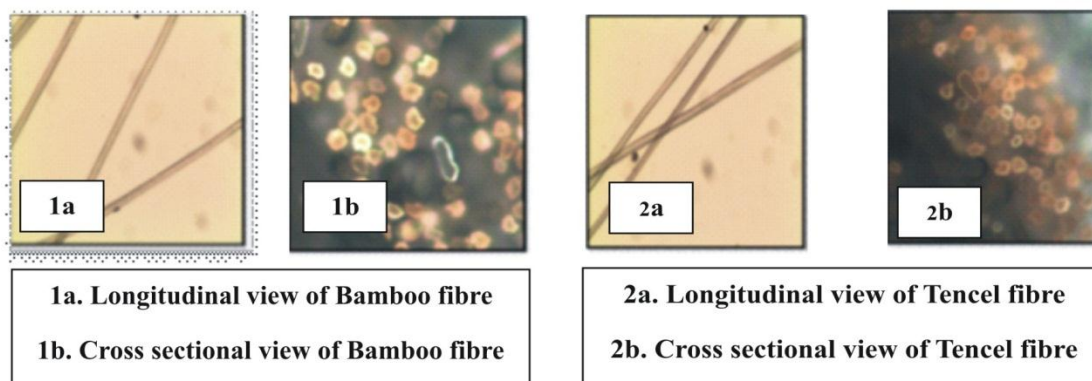 1a
1b
2a
2b
1a. Longitudinal view of Bamboo fibre
1b. Cross sectional view of Bamboo fibre
2a. Longitudinal view of Tencel fibre
2b. Cross sectional view of Tencel fibre